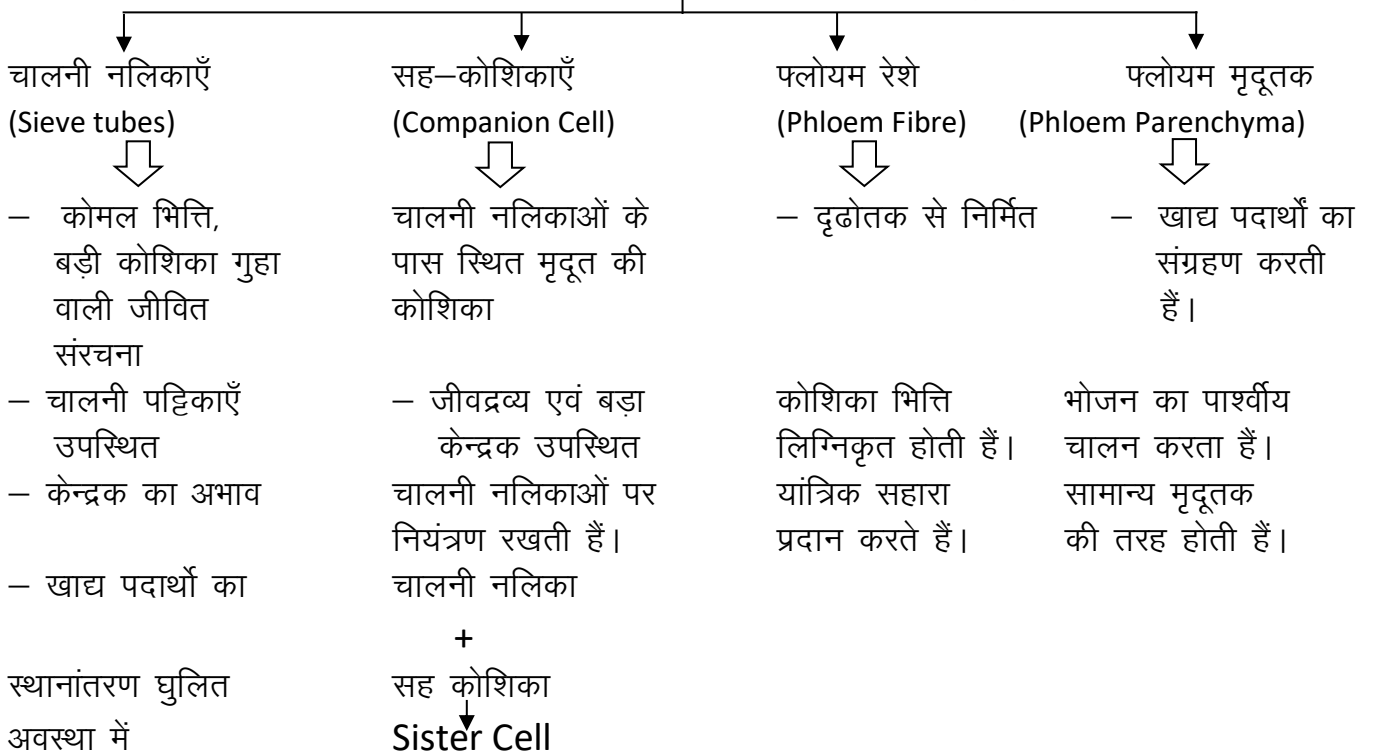 चालनी नलिकाएँ
(Sieve tubes)
– कोमल भित्ति,
बड़ी कोशिका गुहा
वाली जीवित
संरचना
– चालनी पट्टिकाएँ
उपस्थित
– केन्द्रक का अभाव
– खाद्य पदार्थो का
स्थानांतरण घुलित
अवस्था में
सह–कोशिकाएँ
(Companion Cell)
चालनी नलिकाओं के
पास स्थित मृदूत की
कोशिका
– जीवद्रव्य एवं बड़ा
केन्द्रक उपस्थित
चालनी नलिकाओं पर
नियंत्रण रखती हैं।
चालनी नलिका
+
सह कोशिका
Sister Cell
फ्लोयम रेशे
(Phloem Fibre)
– दृढोतक से निर्मित
कोशिका भित्ति
लिग्निकृत होती हैं।
यांत्रिक सहारा
प्रदान करते हैं।
फ्लोयम मृदूतक
(Phloem Parenchyma)
– खाद्य पदार्थों का
संग्रहण करती
हैं।
भोजन का पार्श्वीय
चालन करता हैं।
सामान्य मृदूतक
की तरह होती हैं।